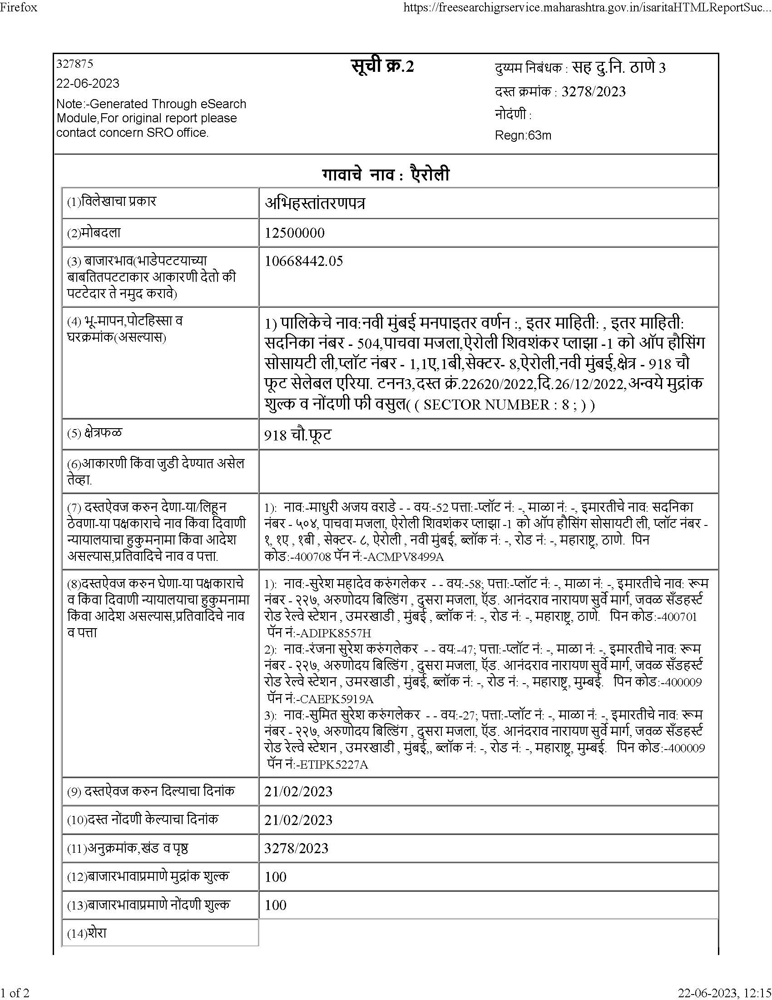 Firefox
https://freesearchigrservice.maharashtra.gov.in/isaritaHTMLReportSuc...
327875
22-06-2023
Note:-Generated Through eSearch
Module,For original report please
contact concern SRO office.
सूची क्र.2
दुय्यम निबंधक : सह दु.नि. ठाणे 3
दस्त क्रमांक : 3278/2023
नोदंणी :
Regn:63m
गावाचे नाव : ऐरोली
(1)विलेखाचा प्रकार
अभिहस्तांतरणपत्र
(2)मोबदला
12500000
(3) बाजारभाव(भाडेपटटयाच्या
बाबतितपटटाकार आकारणी देतो की
पटटेदार ते नमुद करावे)
10668442.05
(4) भू-मापन,पोटहिस्सा व
घरक्रमांक(असल्यास)
1) पालिकेचे नाव:नवी मुंबई मनपाइतर वर्णन :, इतर माहिती: , इतर माहिती:
सदनिका नंबर - 504,पाचवा मजला,ऐरोली शिवशंकर प्लाझा -1 को ऑप हौसिंग
सोसायटी ली,प्लॉट नंबर - 1,1ए,1बी,सेक्टर- 8,ऐरोली,नवी मुंबई,क्षेत्र - 918 चौ
फूट सेलेबल एरिया. टनन3,दस्त क्रं.22620/2022,दि.26/12/2022,अन्वये मुद्रांक
शुल्क व नोंदणी फी वसुल( ( SECTOR NUMBER : 8 ; ) )
(5) क्षेत्रफळ
918 चौ.फूट
(6)आकारणी किंवा जुडी देण्यात असेल
तेव्हा.
(7) दस्तऐवज करुन देणा-या/लिहून
ठेवणा-या पक्षकाराचे नाव किंवा दिवाणी
न्यायालयाचा हुकुमनामा किंवा आदेश
असल्यास,प्रतिवादिचे नाव व पत्ता.
1): नाव:-माधुरी अजय वराडे - - वय:-52 पत्ता:-प्लॉट नं: -, माळा नं: -, इमारतीचे नाव: सदनिका
नंबर - ५०४, पाचवा मजला, ऐरोली शिवशंकर प्लाझा -1 को ऑप हौसिंग सोसायटी ली, प्लॉट नंबर -
१, १ए , १बी , सेक्टर- ८, ऐरोली , नवी मुंबई, ब्लॉक नं: -, रोड नं: -, महाराष्ट्र, ठाणे. पिन
कोड:-400708 पॅन नं:-ACMPV8499A
(8)दस्तऐवज करुन घेणा-या पक्षकाराचे
व किंवा दिवाणी न्यायालयाचा हुकुमनामा
किंवा आदेश असल्यास,प्रतिवादिचे नाव
व पत्ता
1): नाव:-सुरेश महादेव करुंगलेकर - - वय:-58; पत्ता:-प्लॉट नं: -, माळा नं: -, इमारतीचे नाव: रूम
नंबर - २२७, अरुणोदय बिल्डिंग , दुसरा मजला, ऍड. आनंदराव नारायण सुर्वे मार्ग, जवळ सँडहर्स्ट
रोड रेल्वे स्टेशन , उमरखाडी , मुंबई , ब्लॉक नं: -, रोड नं: -, महाराष्ट्र, ठाणे. पिन कोड:-400701
पॅन नं:-ADIPK8557H
2): नाव:-रंजना सुरेश करुंगलेकर - - वय:-47; पत्ता:-प्लॉट नं: -, माळा नं: -, इमारतीचे नाव: रूम
नंबर - २२७, अरुणोदय बिल्डिंग , दुसरा मजला, ऍड. आनंदराव नारायण सुर्वे मार्ग, जवळ सँडहर्स्ट
रोड रेल्वे स्टेशन , उमरखाडी , मुंबई, ब्लॉक नं: -, रोड नं: -, महाराष्ट्र, मुम्बई. पिन कोड:-400009
पॅन नं:-CAEPK5919A
3): नाव:-सुमित सुरेश करुंगलेकर - - वय:-27; पत्ता:-प्लॉट नं: -, माळा नं: -, इमारतीचे नाव: रूम
नंबर - २२७, अरुणोदय बिल्डिंग , दुसरा मजला, ऍड. आनंदराव नारायण सुर्वे मार्ग, जवळ सँडहर्स्ट
रोड रेल्वे स्टेशन , उमरखाडी , मुंबई,, ब्लॉक नं: -, रोड नं: -, महाराष्ट्र, मुम्बई. पिन कोड:-400009
पॅन नं:-ETIPK5227A
(9) दस्तऐवज करुन दिल्याचा दिनांक
21/02/2023
(10)दस्त नोंदणी केल्याचा दिनांक
21/02/2023
(11)अनुक्रमांक,खंड व पृष्ठ
3278/2023
(12)बाजारभावाप्रमाणे मुद्रांक शुल्क
100
(13)बाजारभावाप्रमाणे नोंदणी शुल्क
100
(14)शेरा
1 of 2
22-06-2023, 12:15